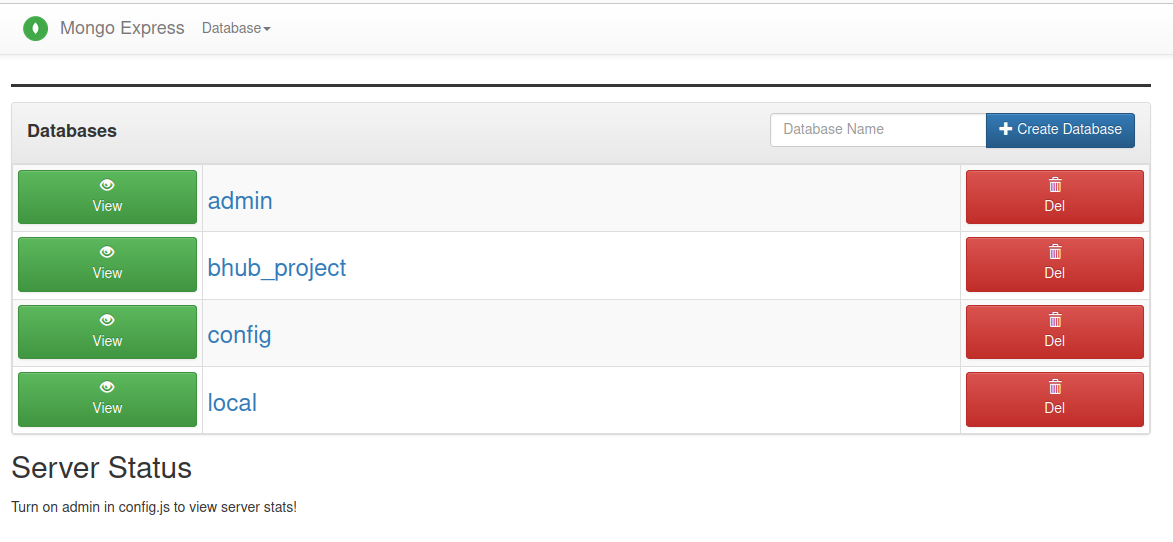 Mongo Express Database
Databases
Database Name
Create Database
View
admin
Del
View
bhub_project
Del
View
config
Del
View
local
Del
Server Status
Turn on admin in config.js to view server stats!